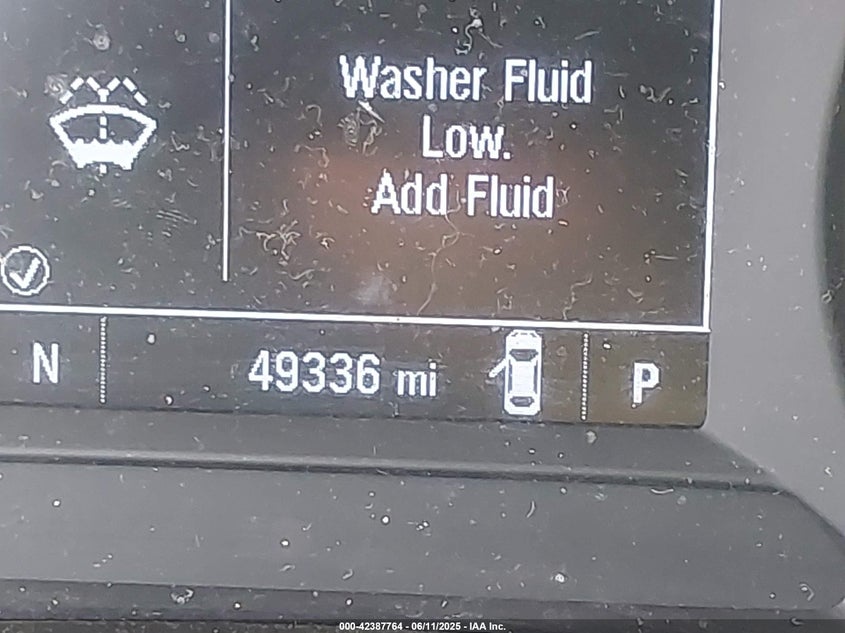 Washer Fluid
Low.
Add Fluid
N 49336 mi P
000-42387764 - 06/11/2025 - IAA Inc.